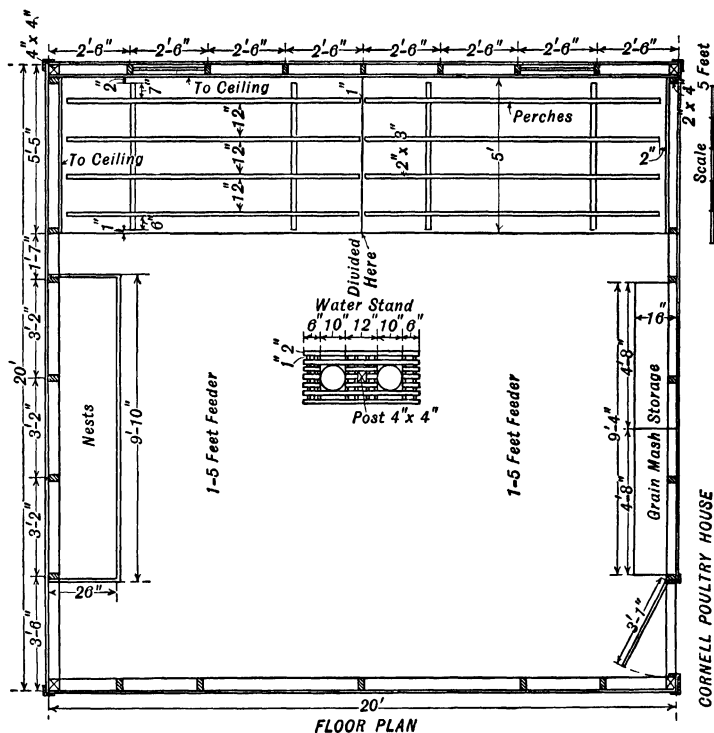 4"x 4"
2'-6" 2'-6" 2'-6" 2'-6" 2'-6" 2'-6" 2'-6" 2'-6"
2"
7"
To Ceiling
1"
Perches
2"x 4"
5 Feet
Scale
5'-5"
To Ceiling
12"
12"
12"
2"x 3"
5'
2"
1"
6"
1'-7"
Divided
Here
Water Stand
6" 10" 12" 10" 6"
1" 2"
Post 4"x 4"
3'-2"
20'
3'-2"
3'-2"
3'-6"
Nests
9'-10"
26"
1-5 Feet Feeder
1-5 Feet Feeder
16"
4'-8"
9'-4"
4'-8"
Grain Mash Storage
3'-1"
20'
FLOOR PLAN
CORNELL POULTRY HOUSE